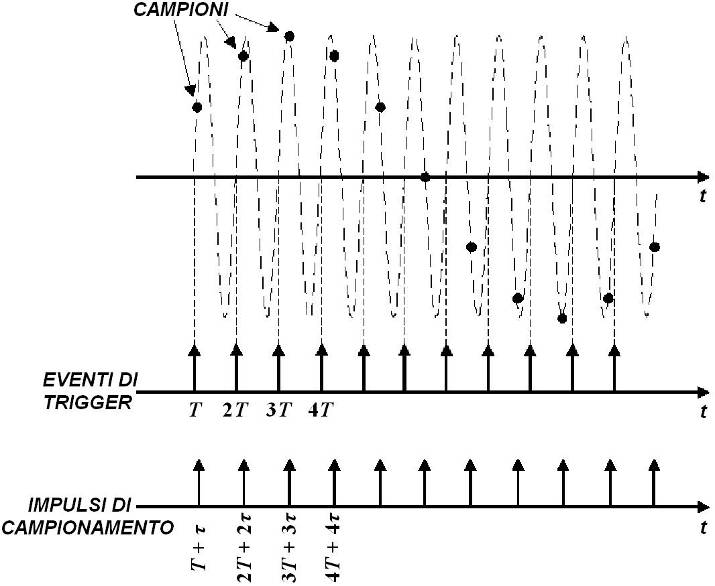 CAMPIONI
t
EVENTI DI
TRIGGER
T 2T 3T 4T
t
IMPULSI DI
CAMPIONAMENTO
T + τ
2T + 2τ
3T + 3τ
4T + 4τ
t